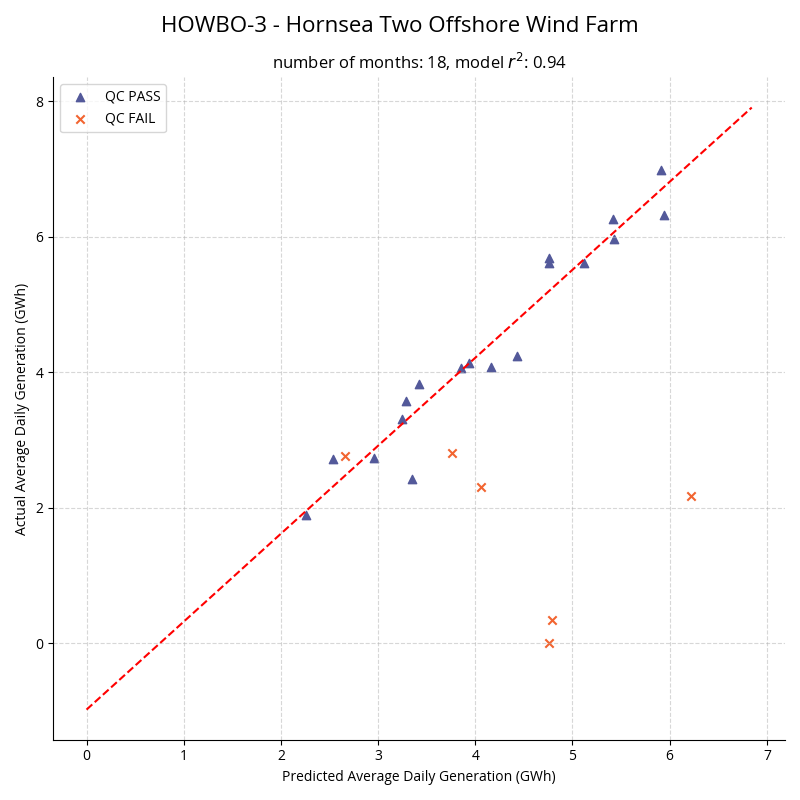 HOWBO-3 - Hornsea Two Offshore Wind Farm
number of months: 18, model r²: 0.94
QC PASS
QC FAIL
8
6
4
2
0
Actual Average Daily Generation (GWh)
0 1 2 3 4 5 6 7
Predicted Average Daily Generation (GWh)